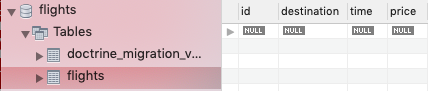 flights
Tables
doctrine_migration_v...
flights
id destination time price
NULL NULL NULL NULL